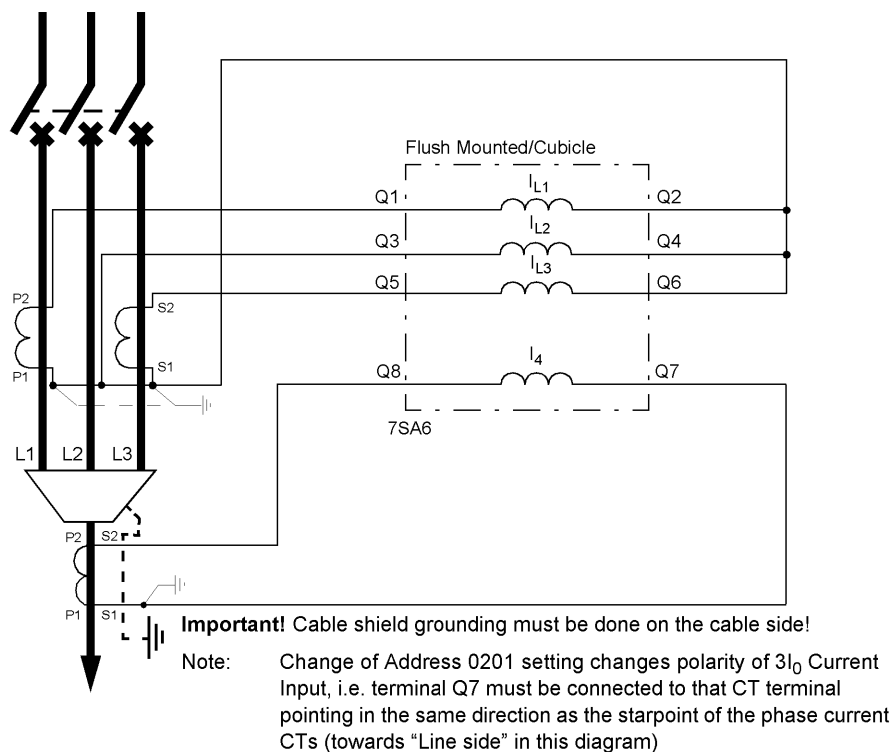 Flush Mounted/Cubicle
IL1
Q1 Q2
IL2
Q3 Q4
IL3
Q5 Q6
P2 S2
P1 S1
I4
Q8 Q7
7SA6
L1 L2 L3
P2 S2
P1 S1
Important! Cable shield grounding must be done on the cable side!
Note: Change of Address 0201 setting changes polarity of 3I0 Current
Input, i.e. terminal Q7 must be connected to that CT terminal
pointing in the same direction as the starpoint of the phase current
CTs (towards “Line side” in this diagram)